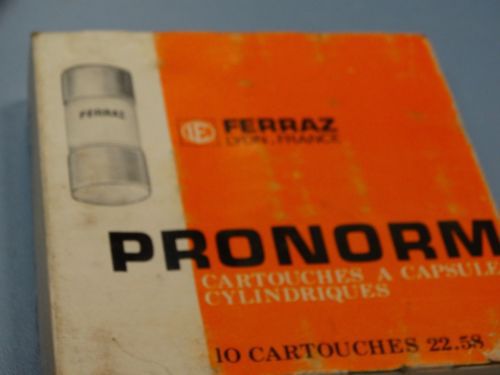 FERRAZ
FERRAZ
LYON . FRANCE
PRONORM
CARTOUCHES A CAPSULE
CYLINDRIQUES
10 CARTOUCHES 22.58